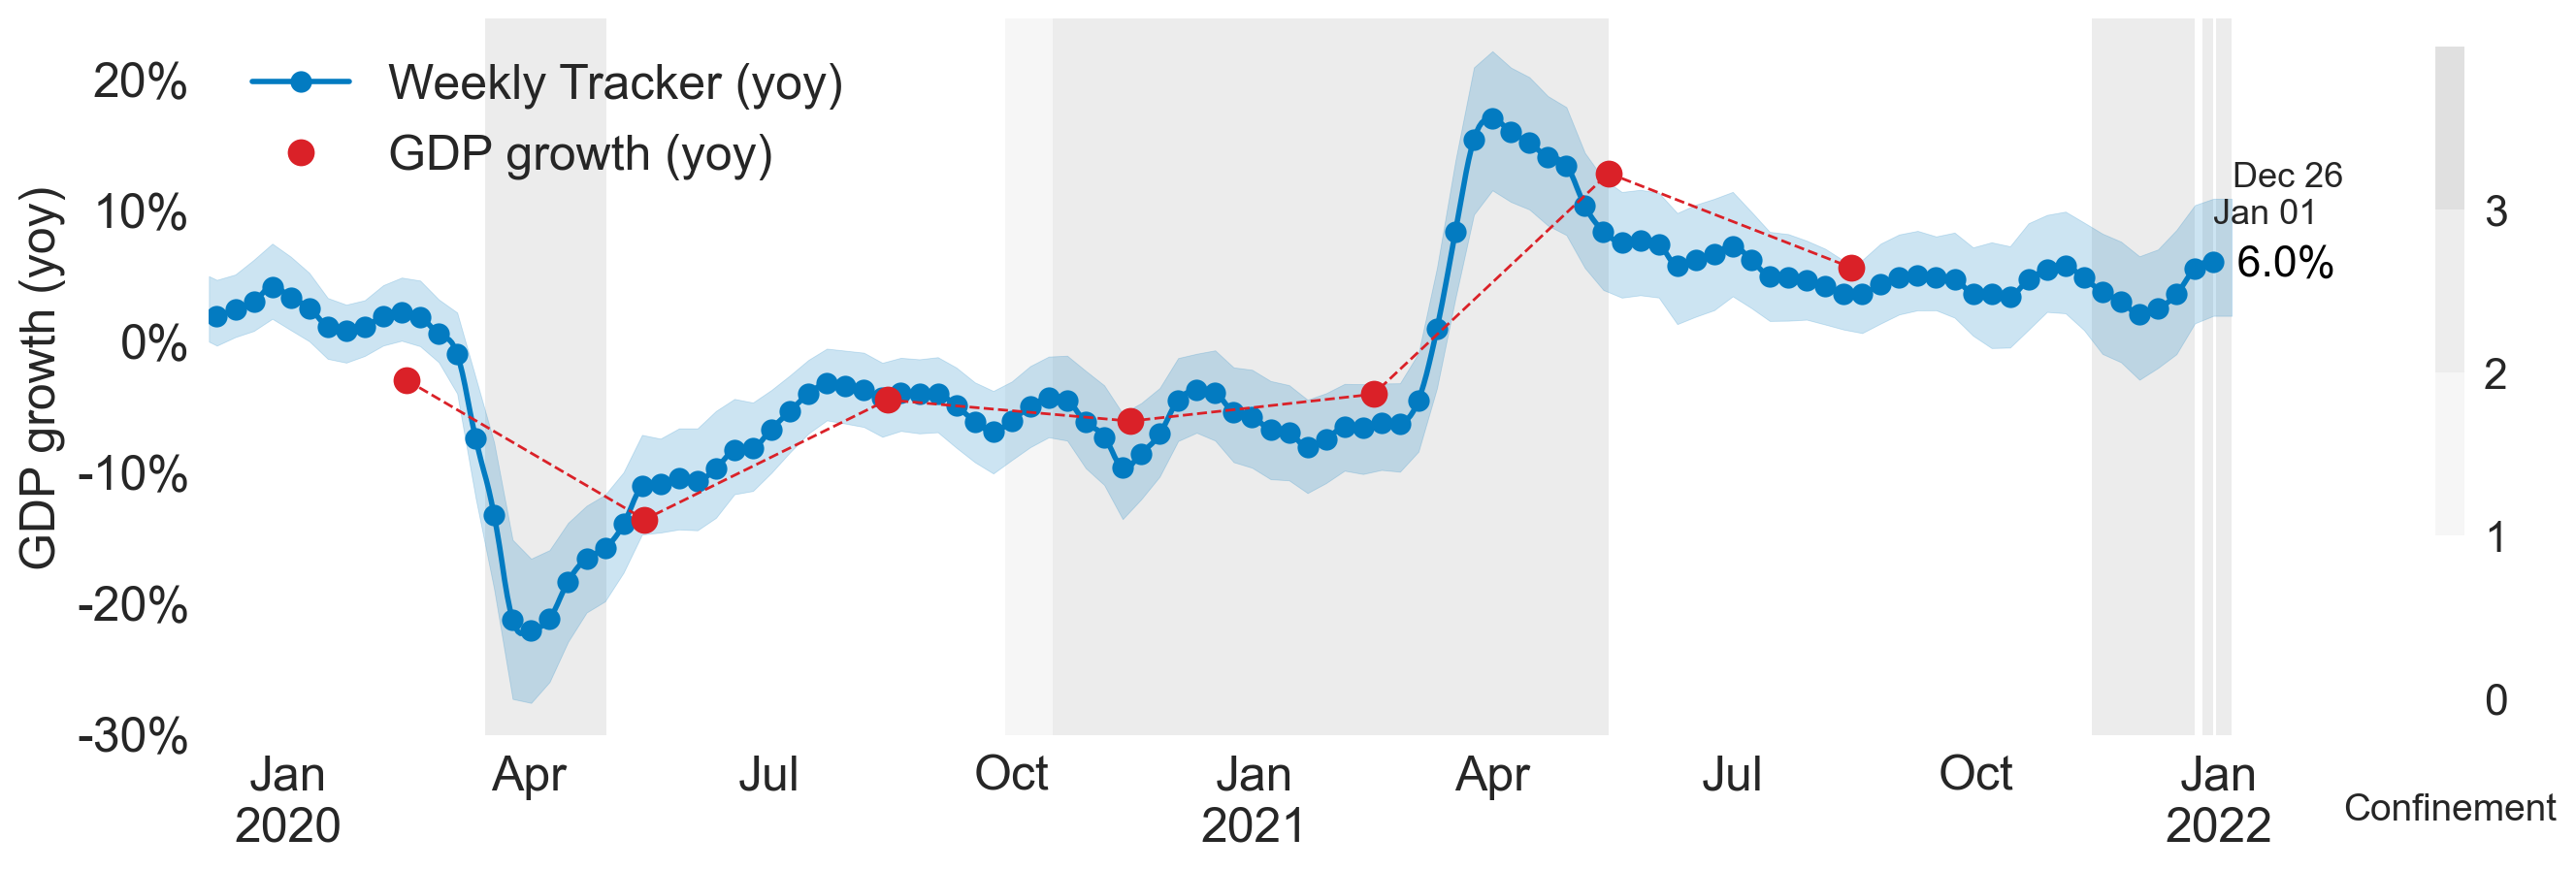 Weekly Tracker (yoy)
GDP growth (yoy)
GDP growth (yoy)
20%
10%
0%
-10%
-20%
-30%
Jan
2020
Apr
Jul
Oct
Jan
2021
Apr
Jul
Oct
Jan
2022
Dec 26
Jan 01
6.0%
3
2
1
0
Confinement